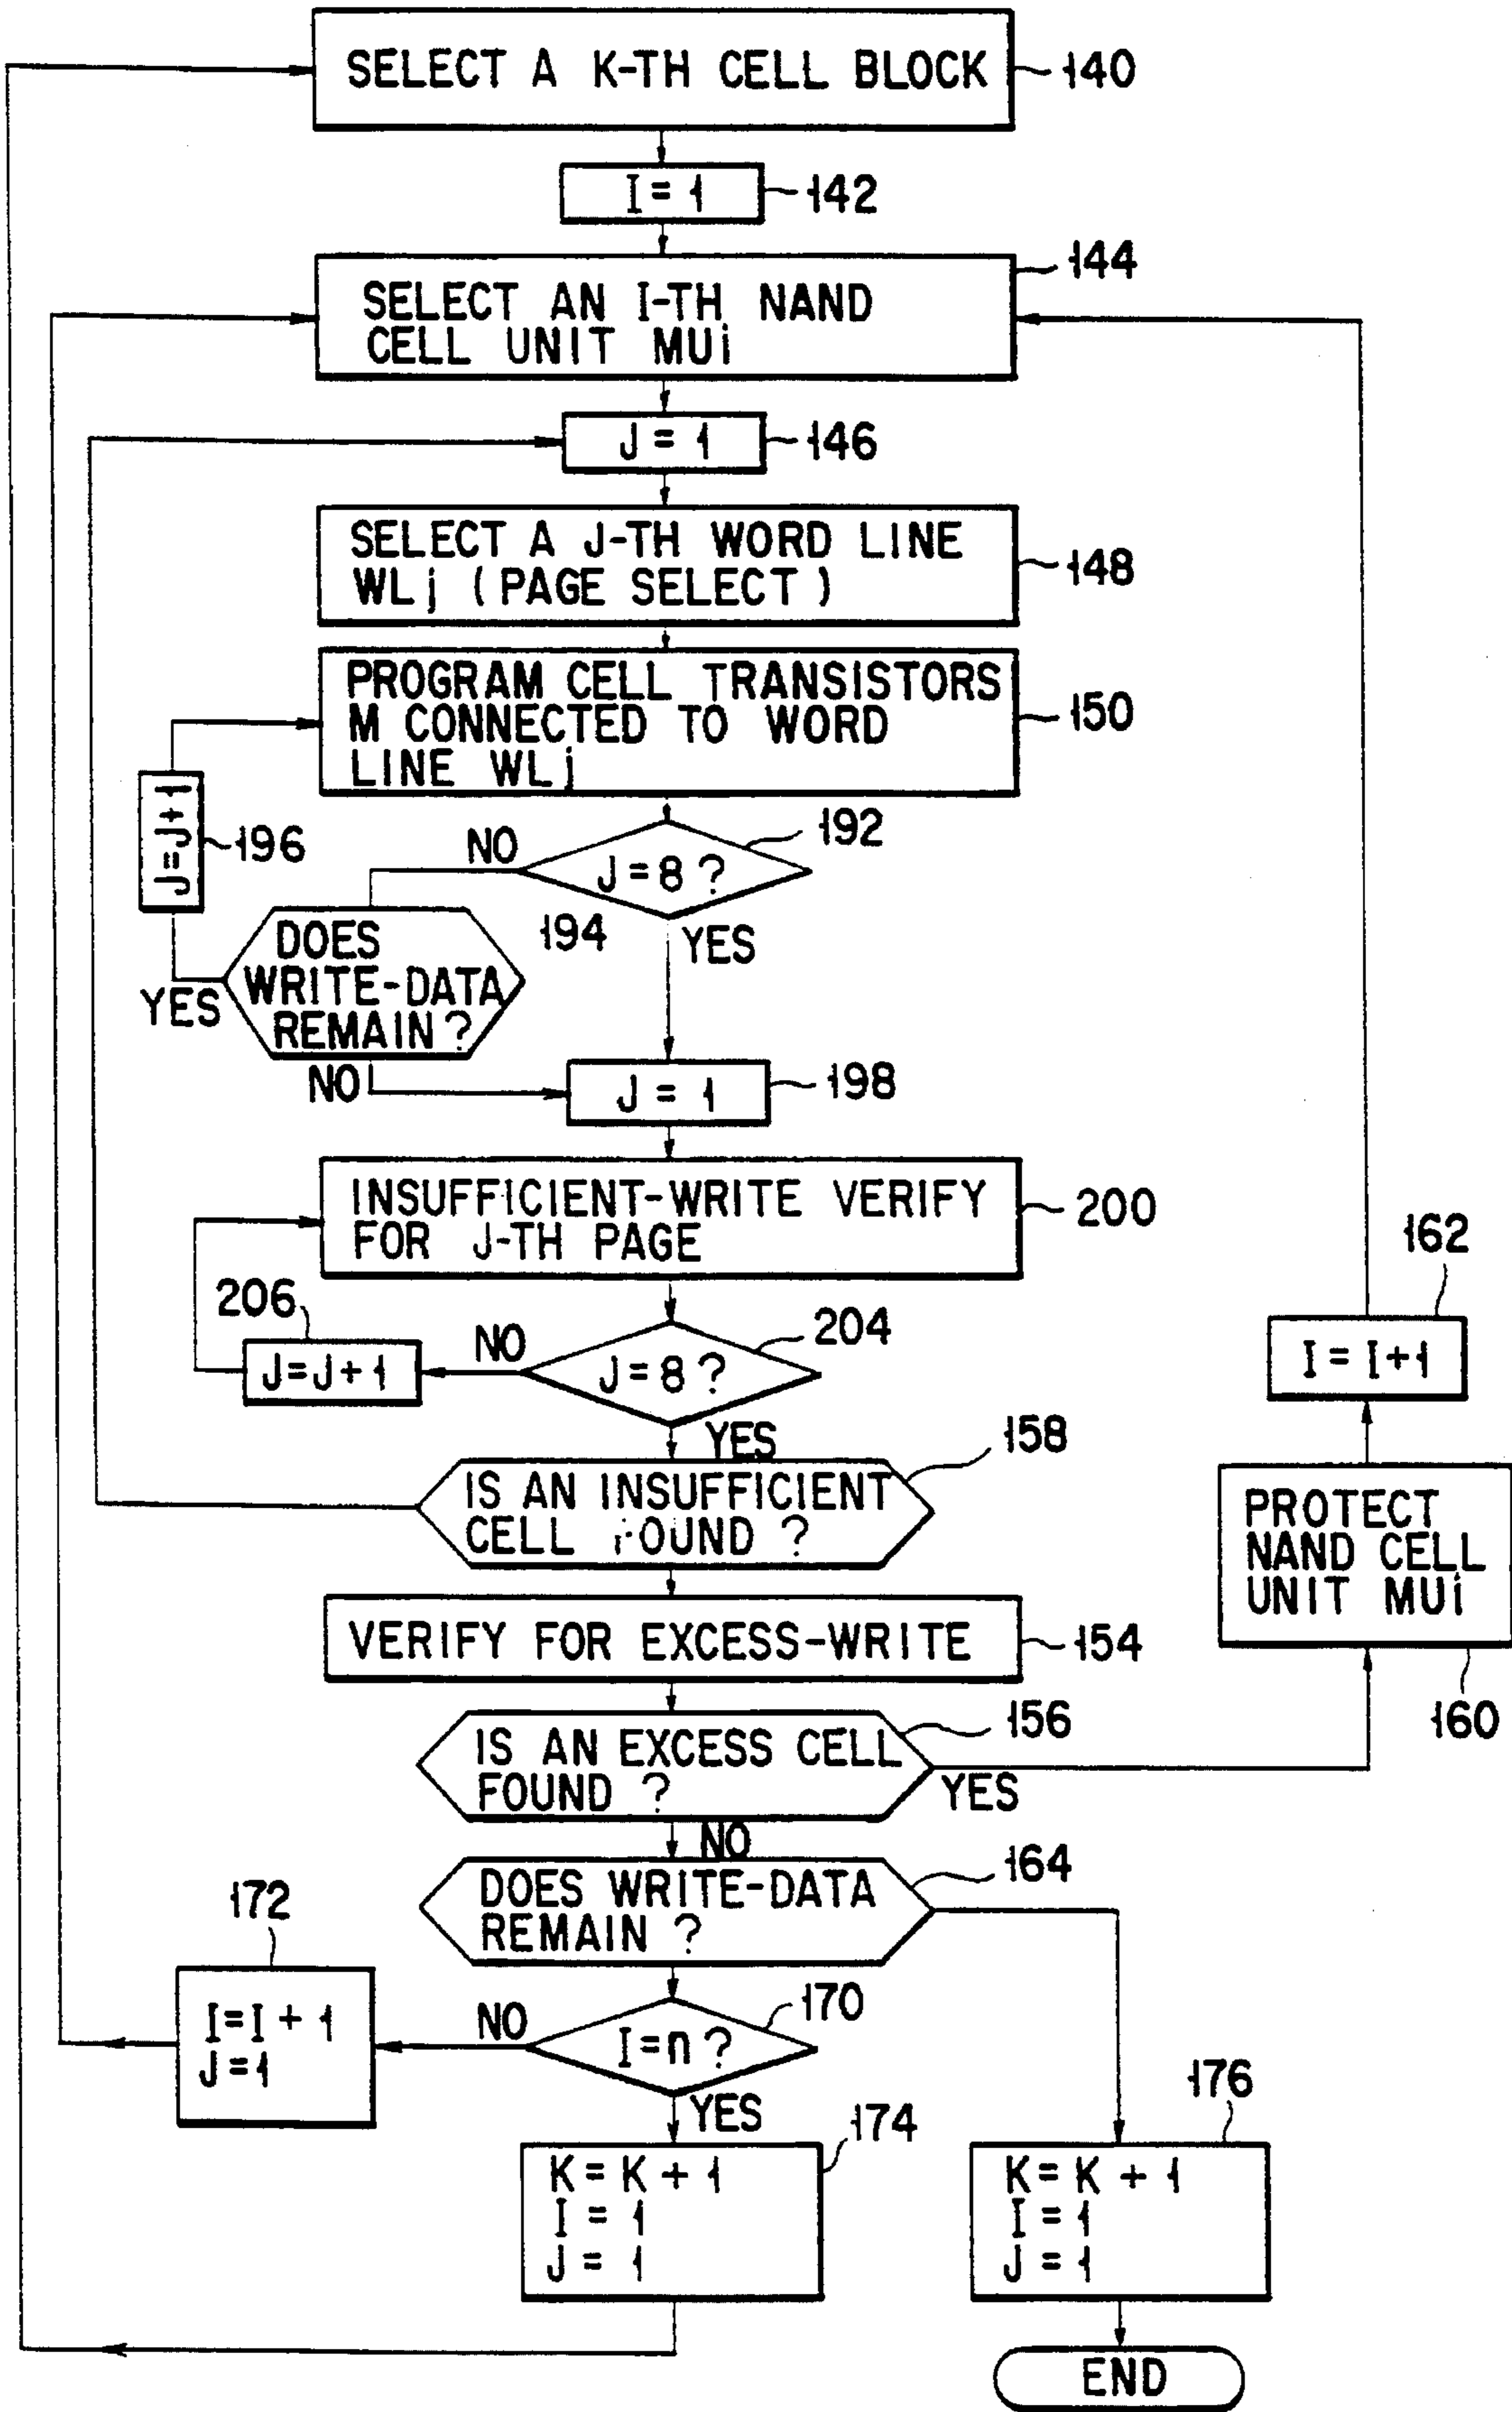 SELECT A K-TH CELL BLOCK
140
I = 1
142
144
SELECT AN I-TH NAND
CELL UNIT MUi
J = 1
146
SELECT A J-TH WORD LINE
WLj (PAGE SELECT)
148
PROGRAM CELL TRANSISTORS
M CONNECTED TO WORD
LINE WLj
150
J=J+1
196
192
NO
J=8?
194
YES
DOES
WRITE-DATA
REMAIN?
YES
NO
J = 1
198
INSUFFICIENT-WRITE VERIFY
FOR J-TH PAGE
200
162
206
204
NO
J=J+1
J=8?
I=I+1
YES
158
IS AN INSUFFICIENT
CELL FOUND ?
PROTECT
NAND CELL
UNIT MUi
VERIFY FOR EXCESS-WRITE
154
160
156
IS AN EXCESS CELL
FOUND ?
YES
NO
164
DOES WRITE-DATA
REMAIN ?
172
170
I=I+1
J=1
NO
I=n?
YES
176
174
K=K+1
I = 1
J = 1
K=K+1
I = 1
J = 1
END